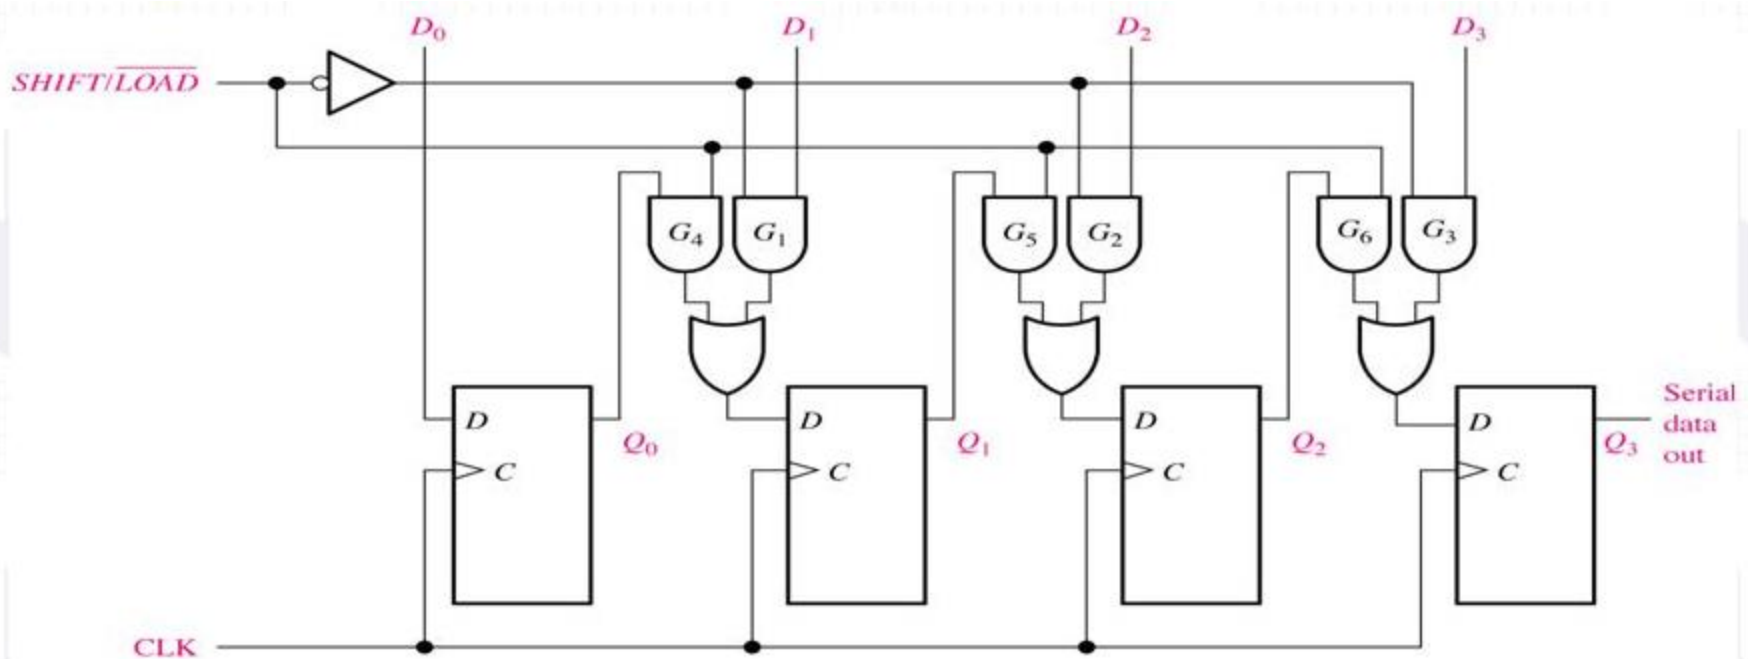 D₀ D₁ D₂ D₃
SHIFT/L̅O̅A̅D̅
G₄ G₁ G₅ G₂ G₆ G₃
D Q₀ D Q₁ D Q₂ D Q₃
C C C C
Serial
data
out
CLK